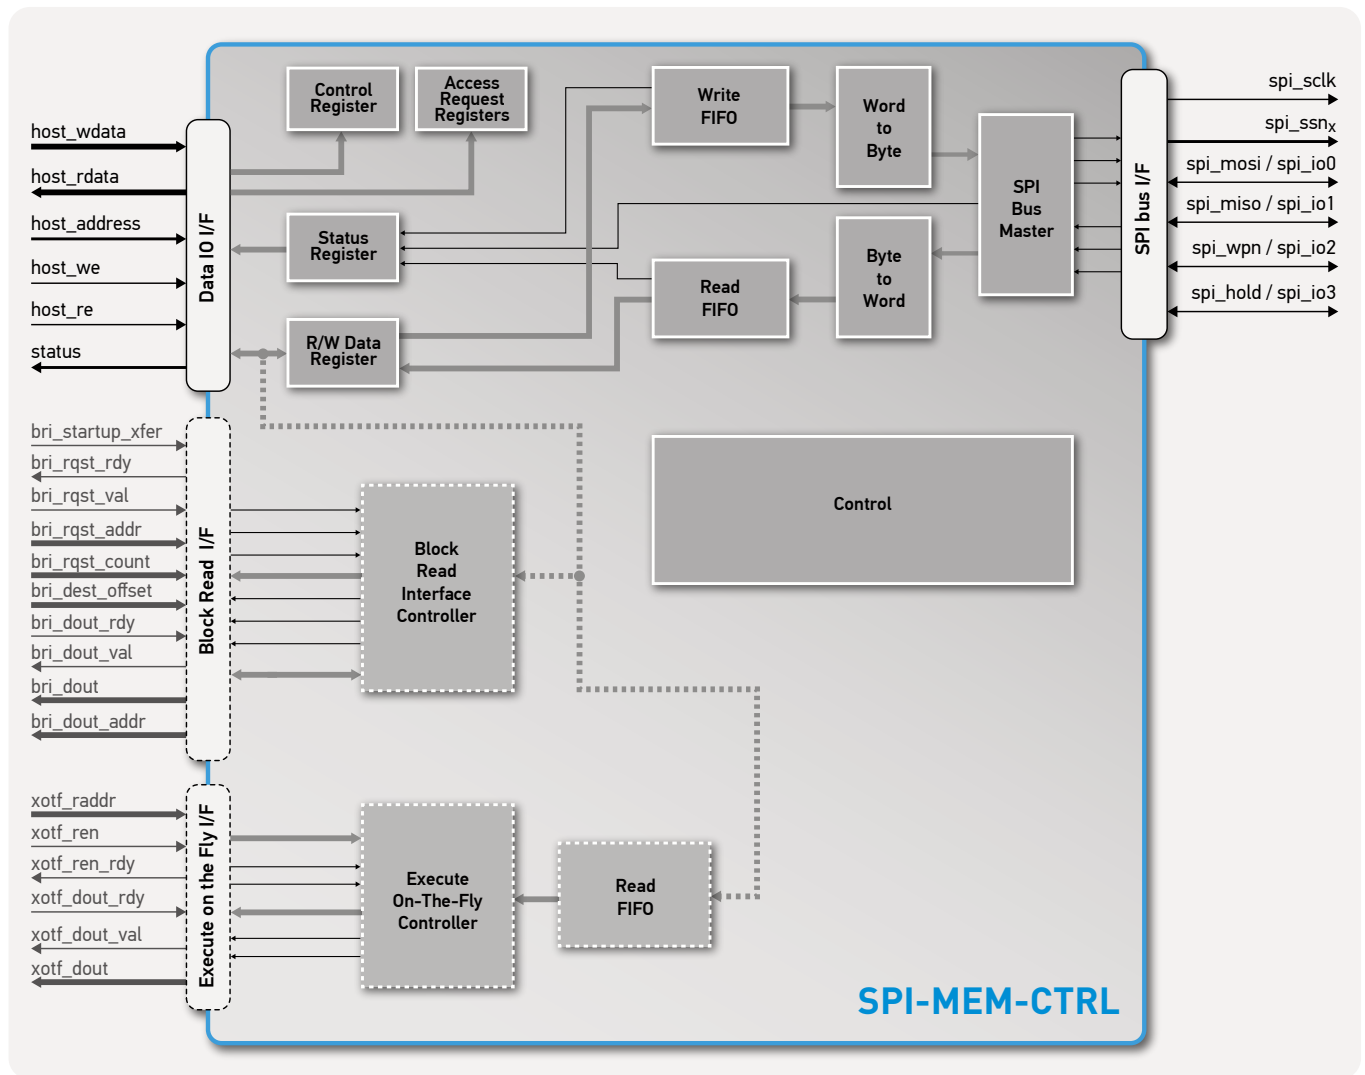 host_wdata
host_rdata
host_address
host_we
host_re
status
Data IO I/F
bri_startup_xfer
bri_rqst_rdy
bri_rqst_val
bri_rqst_addr
bri_rqst_count
bri_dest_offset
bri_dout_rdy
bri_dout_val
bri_dout
bri_dout_addr
Block Read I/F
xotf_raddr
xotf_ren
xotf_ren_rdy
xotf_dout_rdy
xotf_dout_val
xotf_dout
Execute on the Fly I/F
Control
Register
Access
Request
Registers
Status
Register
R/W Data
Register
Write
FIFO
Word
to
Byte
Read
FIFO
Byte
to
Word
SPI
Bus
Master
SPI bus I/F
spi_sclk
spi_ssnx
spi_mosi / spi_io0
spi_miso / spi_io1
spi_wpn / spi_io2
spi_hold / spi_io3
Control
Block
Read
Interface
Controller
Execute
On-The-Fly
Controller
Read
FIFO
SPI-MEM-CTRL